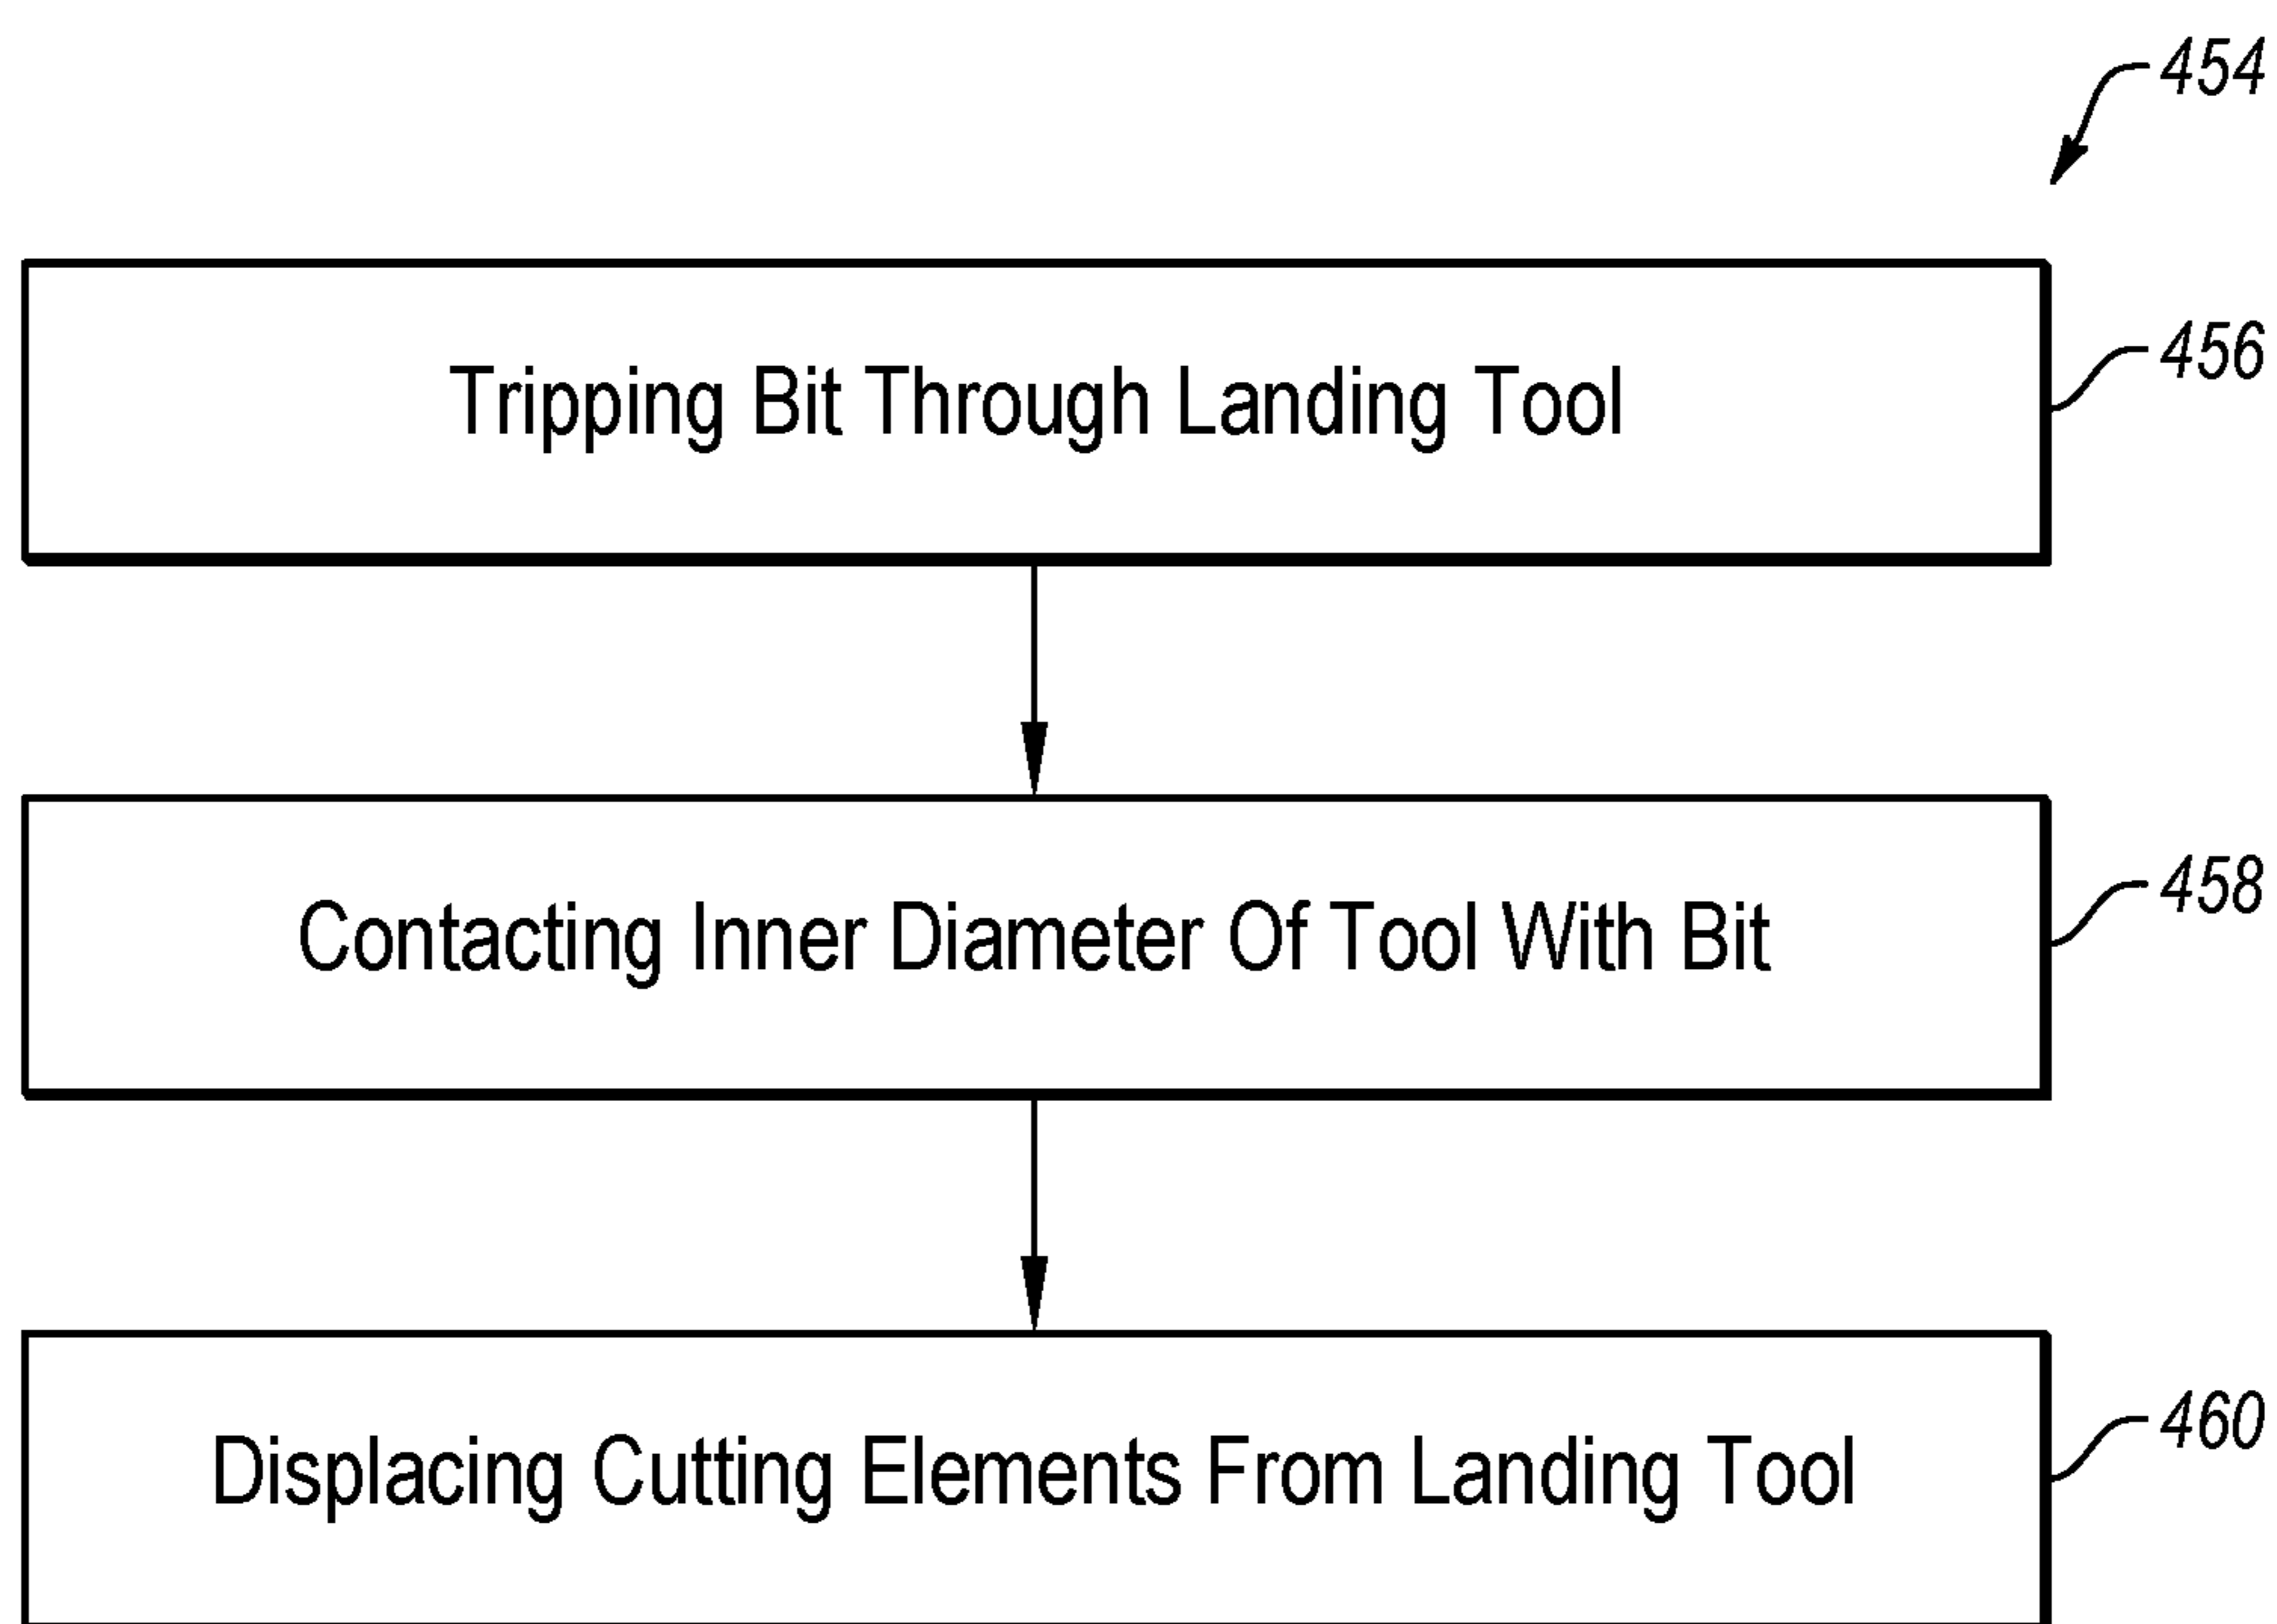 454
Tripping Bit Through Landing Tool
456
Contacting Inner Diameter Of Tool With Bit
458
Displacing Cutting Elements From Landing Tool
460